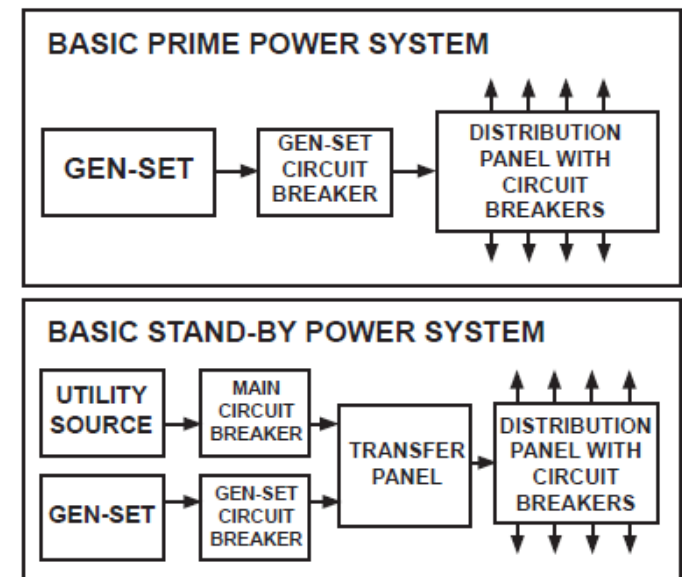 BASIC PRIME POWER SYSTEM
GEN-SET
GEN-SET
CIRCUIT
BREAKER
DISTRIBUTION
PANEL WITH
CIRCUIT
BREAKERS
BASIC STAND-BY POWER SYSTEM
UTILITY
SOURCE
MAIN
CIRCUIT
BREAKER
GEN-SET
GEN-SET
CIRCUIT
BREAKER
TRANSFER
PANEL
DISTRIBUTION
PANEL WITH
CIRCUIT
BREAKERS